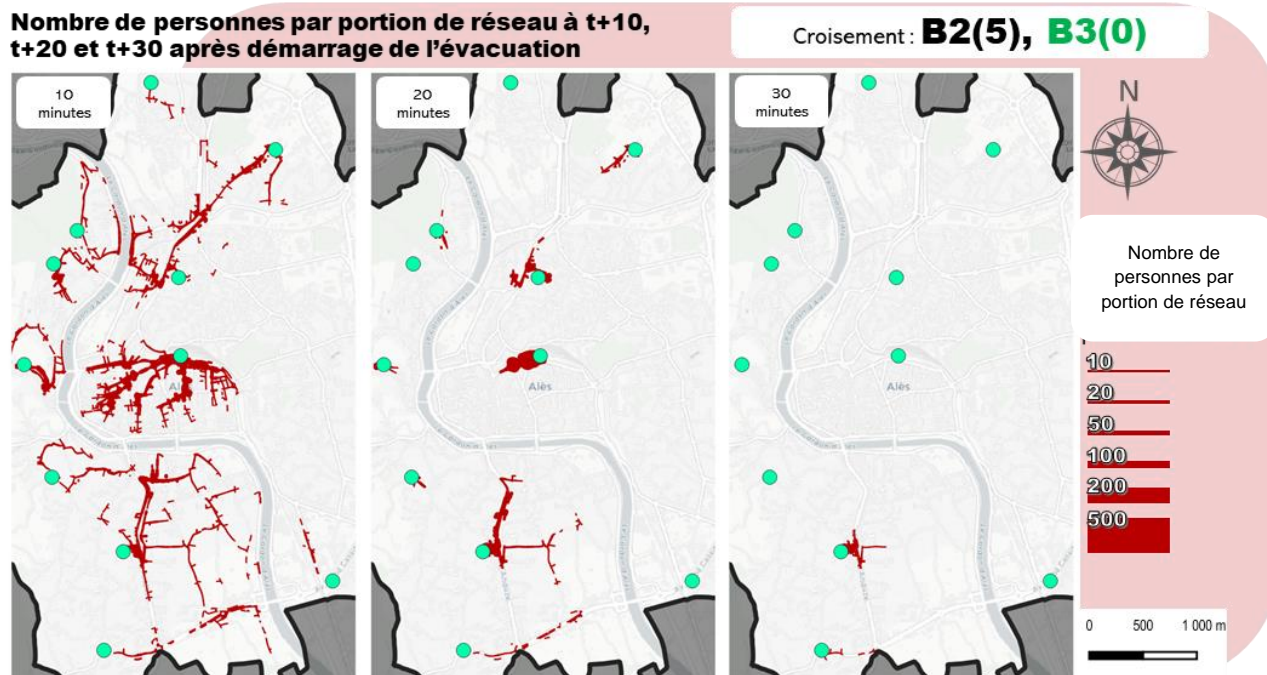 Nombre de personnes par portion de réseau à t+10,
t+20 et t+30 après démarrage de l'évacuation
Croisement : B2(5), B3(0)
10
minutes
20
minutes
30
minutes
Alès
Alès
Alès
N
Nombre de
personnes par
portion de réseau
10
20
50
100
200
500
0 500 1 000 m